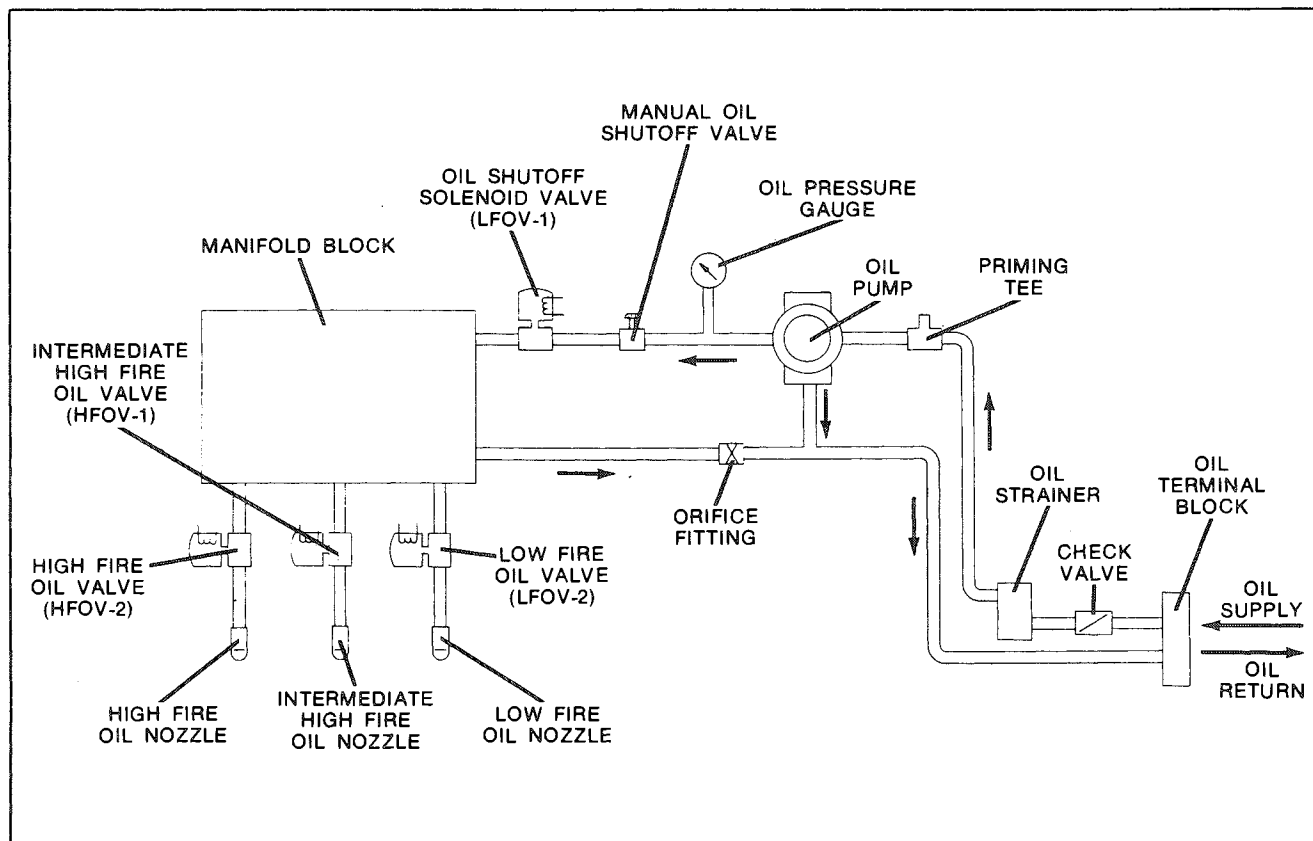 MANUAL OIL
SHUTOFF VALVE
OIL SHUTOFF
SOLENOID VALVE
(LFOV-1)
OIL PRESSURE
GAUGE
MANIFOLD BLOCK
OIL
PUMP
PRIMING
TEE
INTERMEDIATE
HIGH FIRE
OIL VALVE
(HFOV-1)
OIL
STRAINER
OIL
TERMINAL
BLOCK
ORIFICE
FITTING
HIGH FIRE
OIL VALVE
(HFOV-2)
LOW FIRE
OIL VALVE
(LFOV-2)
CHECK
VALVE
OIL
SUPPLY
OIL
RETURN
HIGH FIRE
OIL NOZZLE
INTERMEDIATE
HIGH FIRE
OIL NOZZLE
LOW FIRE
OIL NOZZLE